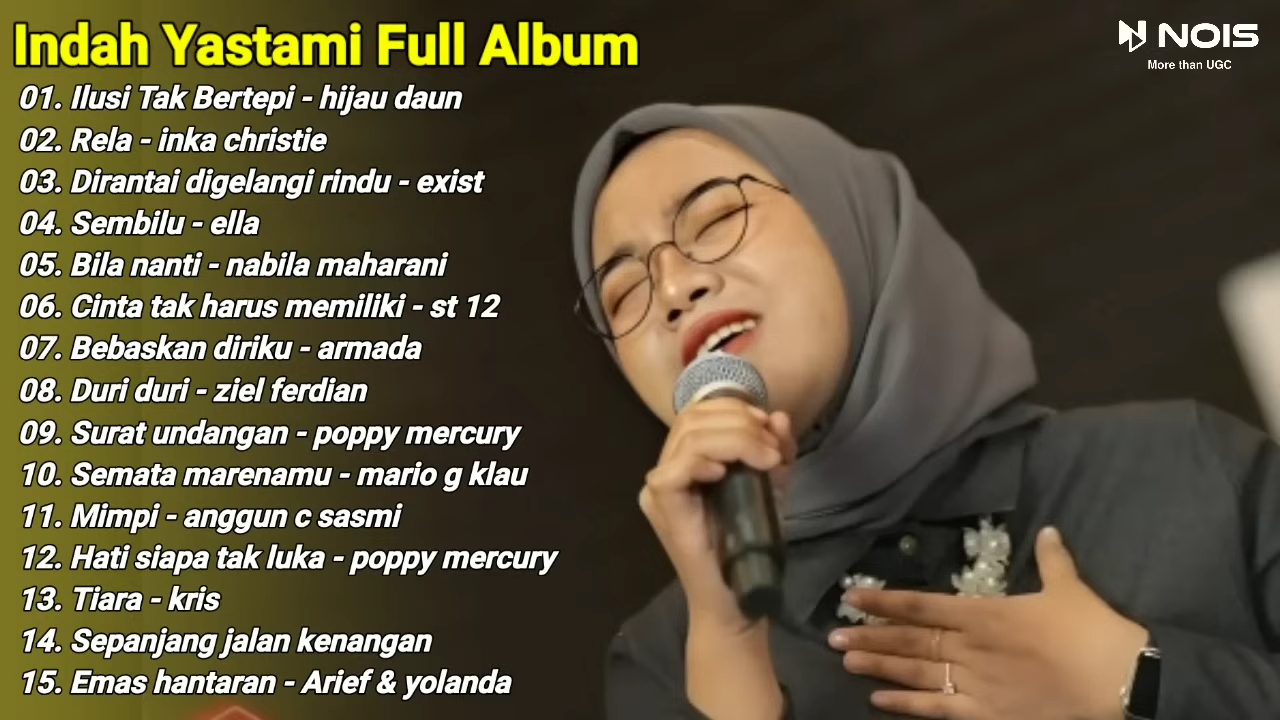 Indah Yastami Full Album
NOIS
More than UGC
01. Ilusi Tak Bertepi - hijau daun
02. Rela - inka christie
03. Dirantai digelangi rindu - exist
04. Sembilu - ella
05. Bila nanti - nabila maharani
06. Cinta tak harus memiliki - st 12
07. Bebaskan diriku - armada
08. Duri duri - ziel ferdian
09. Surat undangan - poppy mercury
10. Semata marenamu - mario g klau
11. Mimpi - anggun c sasmi
12. Hati siapa tak luka - poppy mercury
13. Tiara - kris
14. Sepanjang jalan kenangan
15. Emas hantaran - Arief & yolanda